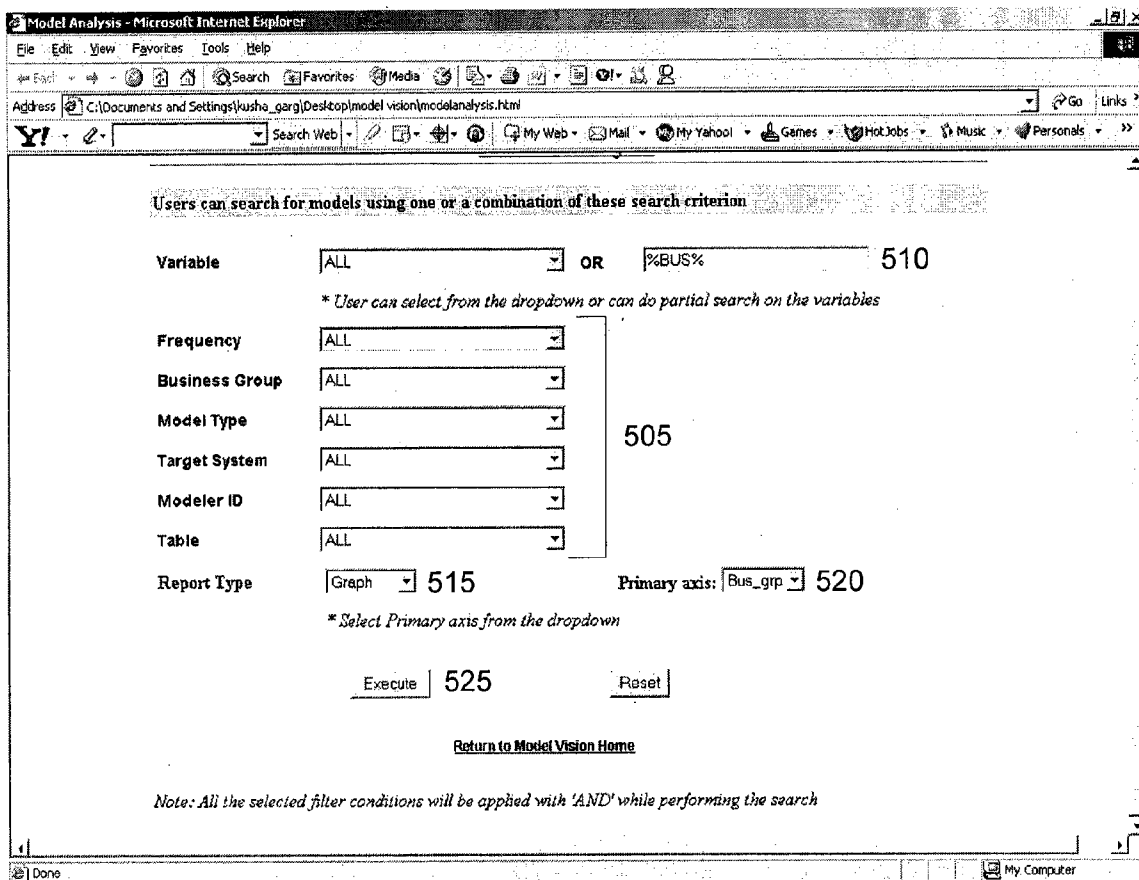 Model Analysis - Microsoft Internet Explorer
File Edit View Favorites Tools Help
Back Search Favorites Media
Address C:\Documents and Settings\kusha_garg\Desktop\model vision\modelanalysis.html Go Links
Y! Search Web My Web Mail My Yahoo! Games HotJobs Music Personals »
Users can search for models using one or a combination of these search criterion
Variable ALL OR %BUS% 510
* User can select from the dropdown or can do partial search on the variables
Frequency ALL
Business Group ALL
Model Type ALL
505
Target System ALL
Modeler ID ALL
Table ALL
Report Type Graph 515 Primary axis: Bus_grp 520
* Select Primary axis from the dropdown
Execute 525 Reset
Return to Model Vision Home
Note: All the selected filter conditions will be applied with 'AND' while performing the search
Done My Computer